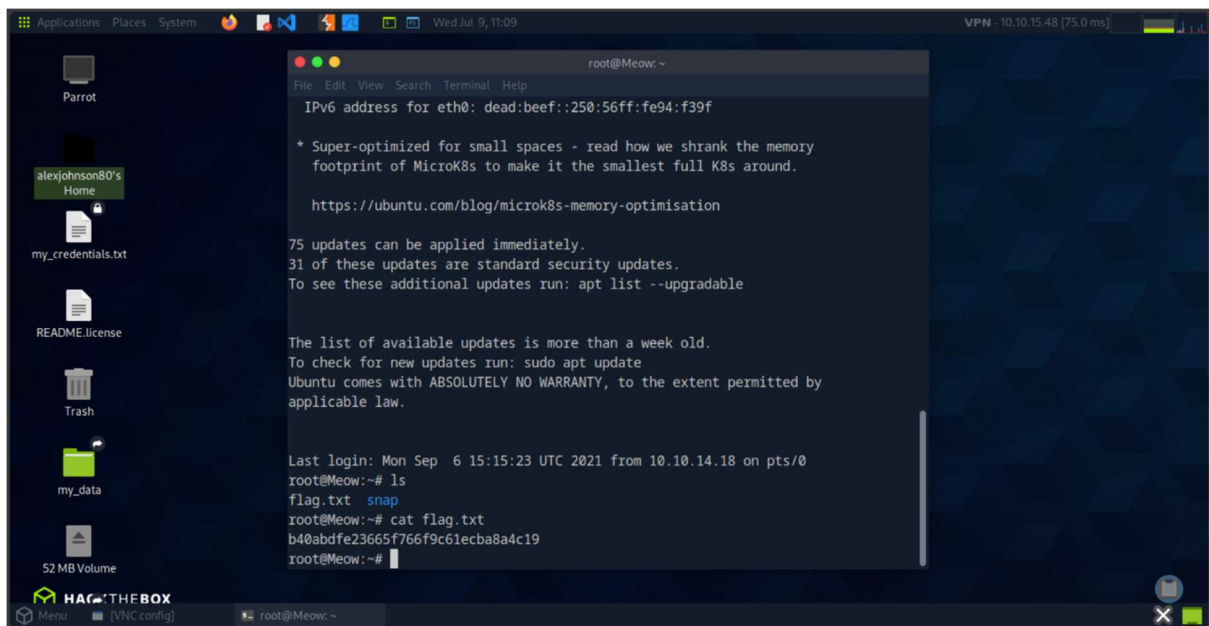 Applications Places System
Wed Jul 9, 11:09
VPN - 10.10.15.48 [75.0 ms]
Parrot
alexjohnson80's
Home
my_credentials.txt
README.license
Trash
my_data
52 MB Volume
root@Meow: ~
File Edit View Search Terminal Help
IPv6 address for eth0: dead:beef::250:56ff:fe94:f39f
* Super-optimized for small spaces - read how we shrank the memory
footprint of MicroK8s to make it the smallest full K8s around.
https://ubuntu.com/blog/microk8s-memory-optimisation
75 updates can be applied immediately.
31 of these updates are standard security updates.
To see these additional updates run: apt list --upgradable
The list of available updates is more than a week old.
To check for new updates run: sudo apt update
Ubuntu comes with ABSOLUTELY NO WARRANTY, to the extent permitted by
applicable law.
Last login: Mon Sep  6 15:15:23 UTC 2021 from 10.10.14.18 on pts/0
root@Meow:~# ls
flag.txt  snap
root@Meow:~# cat flag.txt
b40abdfe23665f766f9c61ecba8a4c19
root@Meow:~#
HACKTHEBOX
Menu [VNC config] root@Meow: ~